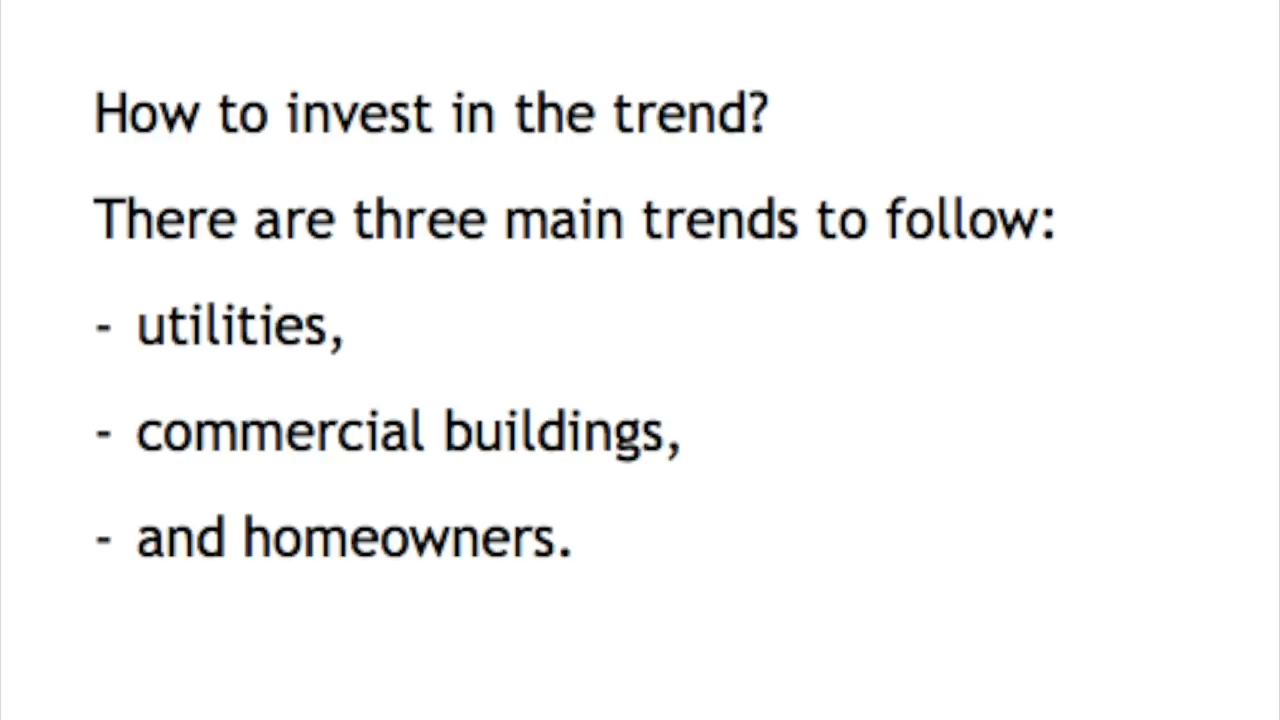 How to invest in the trend?
There are three main trends to follow:
- utilities,
- commercial buildings,
- and homeowners.